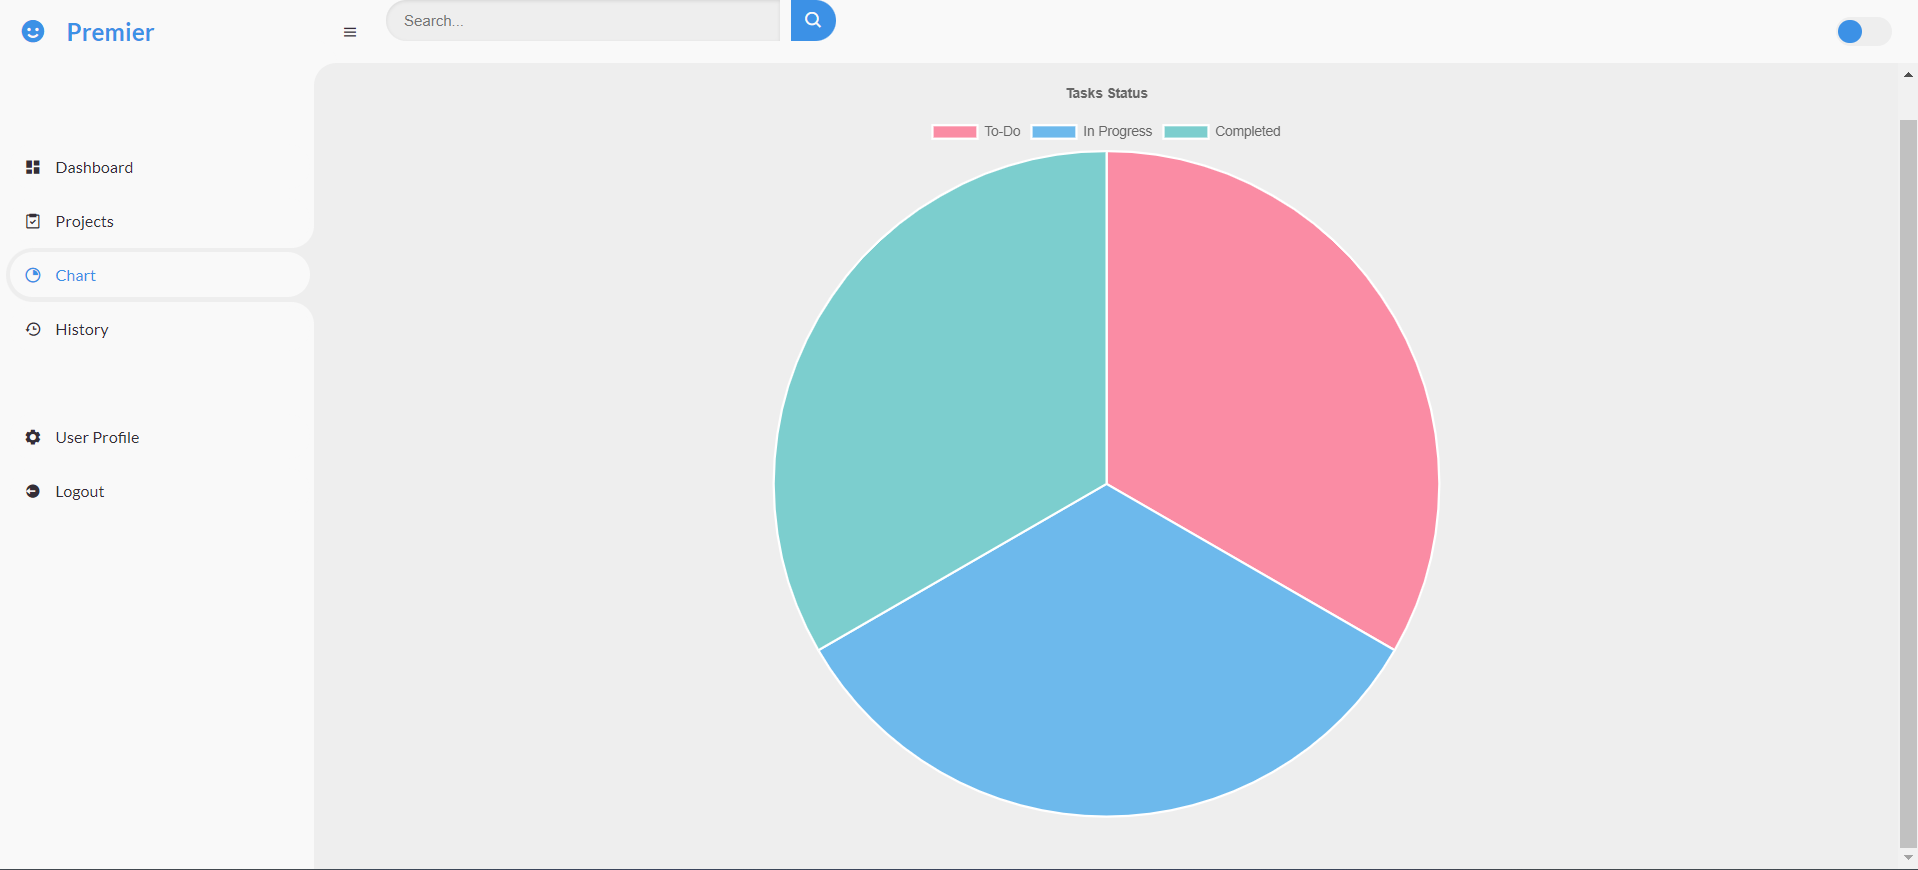 Premier
Search...
Dashboard
Projects
Chart
History
User Profile
Logout
Tasks Status
To-Do In Progress Completed